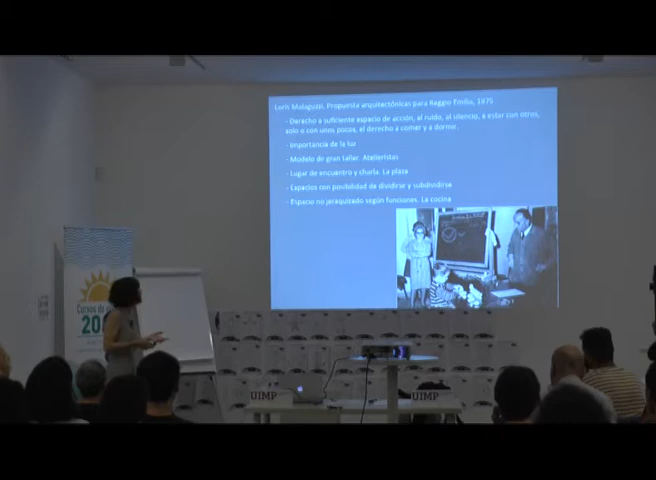 Loris Malaguzzi. Propuesta arquitectónicas para Reggio Emilia, 1975
- Derecho a suficiente espacio de acción, al ruido, al silencio, a estar con otros,
solo o con unos pocos, el derecho a comer y a dormir.
- Importancia de la luz
- Modelo de gran taller. Atelieristas
- Lugar de encuentro y charla. La plaza
- Espacios con posibilidad de dividirse y subdividirse
- Espacio no jerarquizado según funciones. La cocina
Cursos de
20
UIMP
UIMP